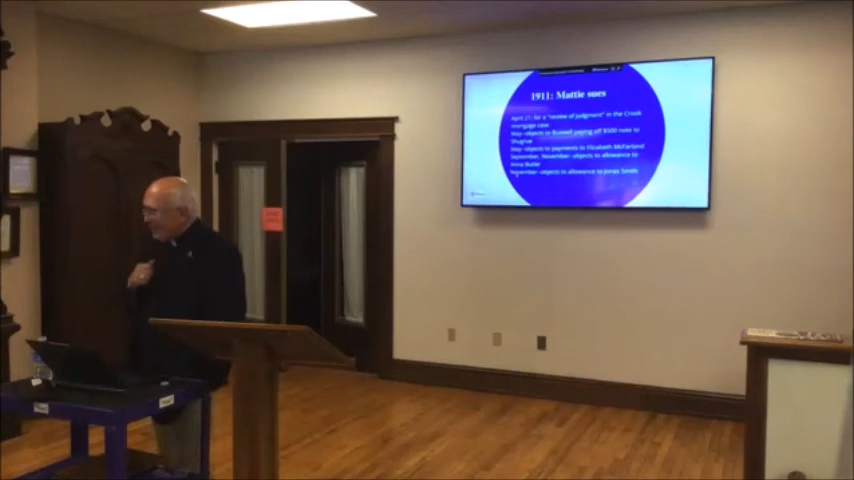 1911: Mattie sues
April 21: for a "review of judgment" in the Crook
mortgage case
May--objects to Buswell paying off $500 note to
Shugrue
May--objects to payments to Elizabeth McFarland
September, November--objects to allowance to
Anna Butler
November--objects to allowance to Jonas Smith